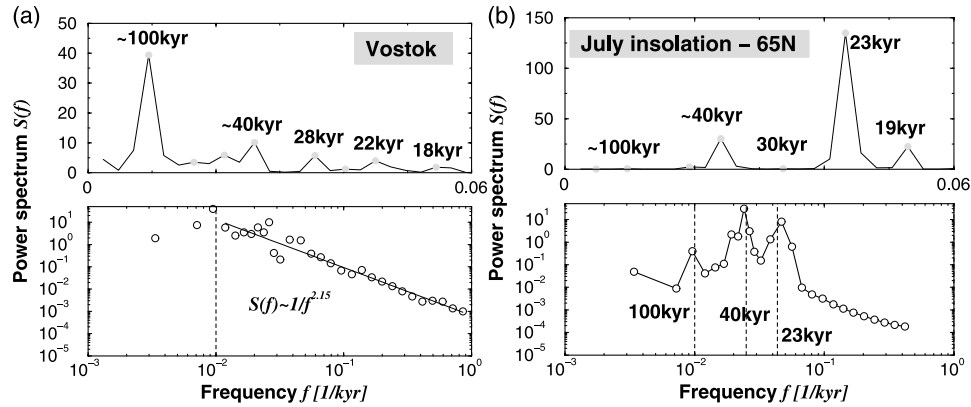 (a)
Vostok
Power spectrum S(f)
50
40
30
20
10
0
~100kyr
~40kyr
28kyr
22kyr
18kyr
0
0.06
10^1
10^0
10^-1
10^-2
10^-3
10^-4
10^-5
S(f)~1/f^2.15
10^-3
10^-2
10^-1
10^0
Frequency f [1/kyr]
(b)
July insolation – 65N
Power spectrum S(f)
150
125
100
75
50
25
0
~100kyr
~40kyr
30kyr
23kyr
19kyr
0
0.06
10^1
10^0
10^-1
10^-2
10^-3
10^-4
10^-5
100kyr
40kyr
23kyr
10^-3
10^-2
10^-1
10^0
Frequency f [1/kyr]